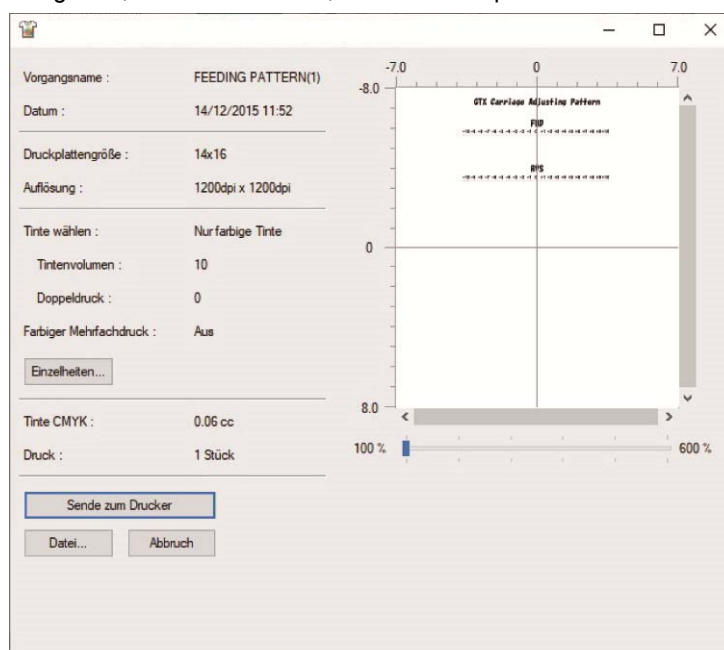 Vorgangsname : FEEDING PATTERN(1)
Datum : 14/12/2015 11:52
Druckplattengröße : 14x16
Auflösung : 1200dpi x 1200dpi
Tinte wählen : Nur farbige Tinte
Tintenvolumen : 10
Doppeldruck : 0
Farbiger Mehrfachdruck : Aus
Einzelheiten...
Tinte CMYK : 0.06 cc
Druck : 1 Stück
Sende zum Drucker
Datei... Abbruch
-7.0 0 7.0
-8.0
GTX Carriage Adjusting Pattern
FWD
RVS
0
8.0
100 % 600 %